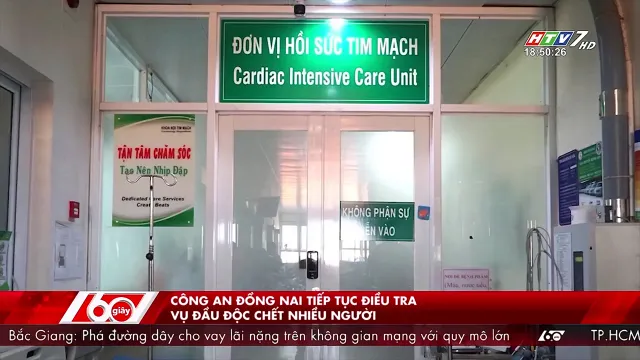 HTV7 HD
18:50:26
ĐƠN VỊ HỒI SỨC TIM MẠCH
Cardiac Intensive Care Unit
TẬN TÂM CHĂM SÓC
Tạo Nên Nhịp Đập
Dedicated Care Services
Create Beats
KHÔNG PHẬN SỰ
60 giây
CÔNG AN ĐỒNG NAI TIẾP TỤC ĐIỀU TRA
VỤ ĐẦU ĐỘC CHẾT NHIỀU NGƯỜI
Bắc Giang: Phá đường dây cho vay lãi nặng trên không gian mạng với quy mô lớn
TP.HCM